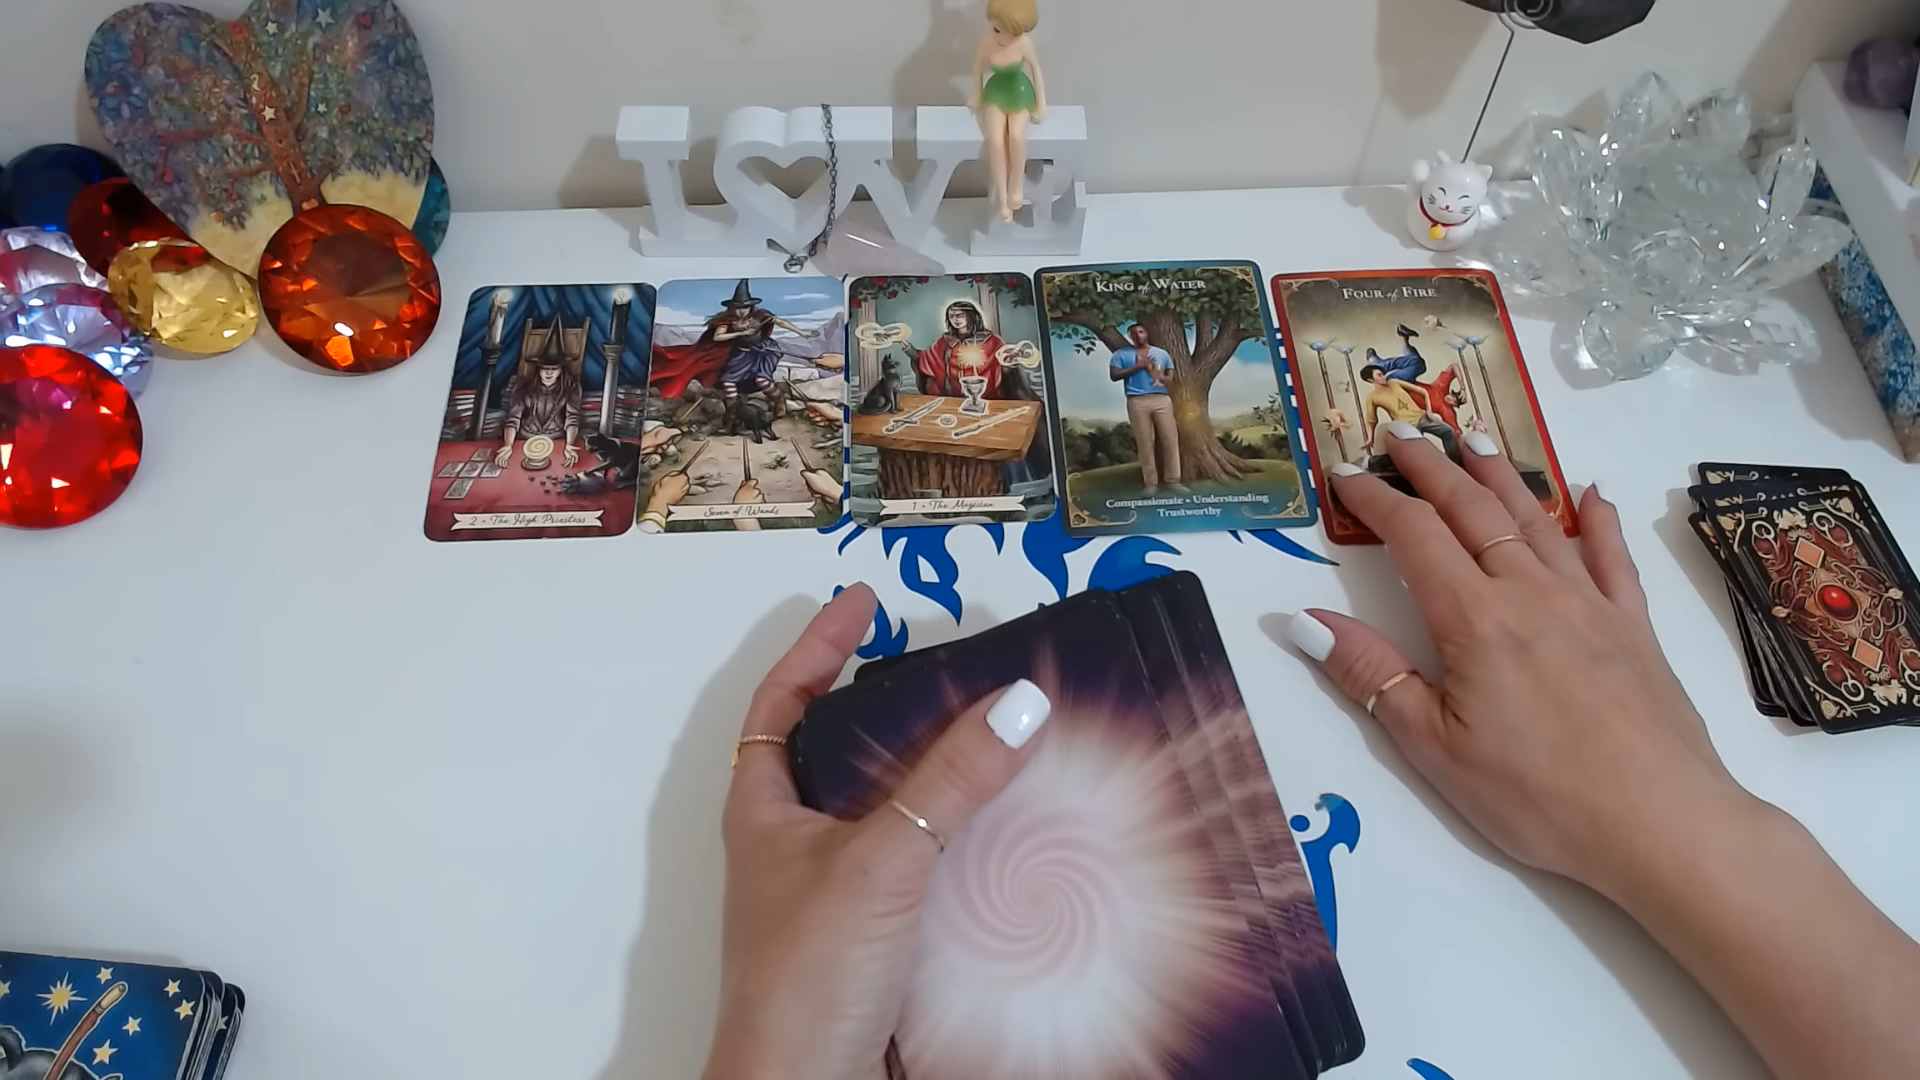 LOVE
2 - The High Priestess
Seven of Wands
1 - The Magician
KING of WATER
Compassionate • Understanding
Trustworthy
FOUR of FIRE